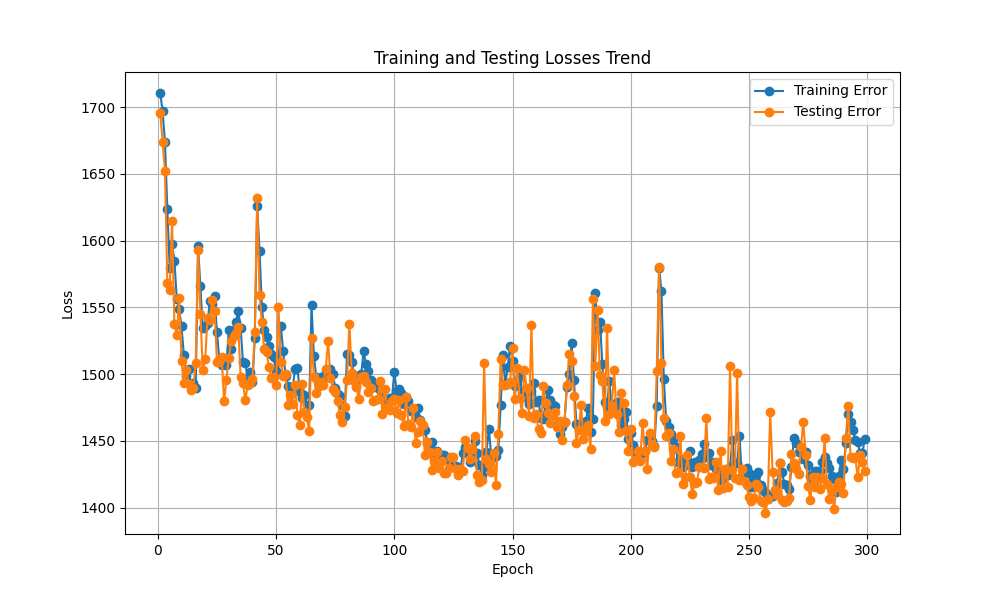 Training and Testing Losses Trend
Training Error
Testing Error
1700
1650
1600
1550
1500
1450
1400
Loss
0 50 100 150 200 250 300
Epoch